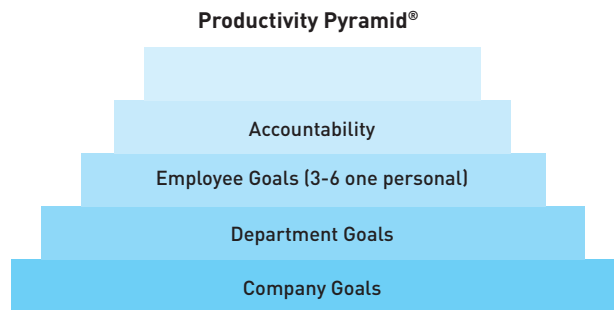 Productivity Pyramid®
Accountability
Employee Goals (3-6 one personal)
Department Goals
Company Goals